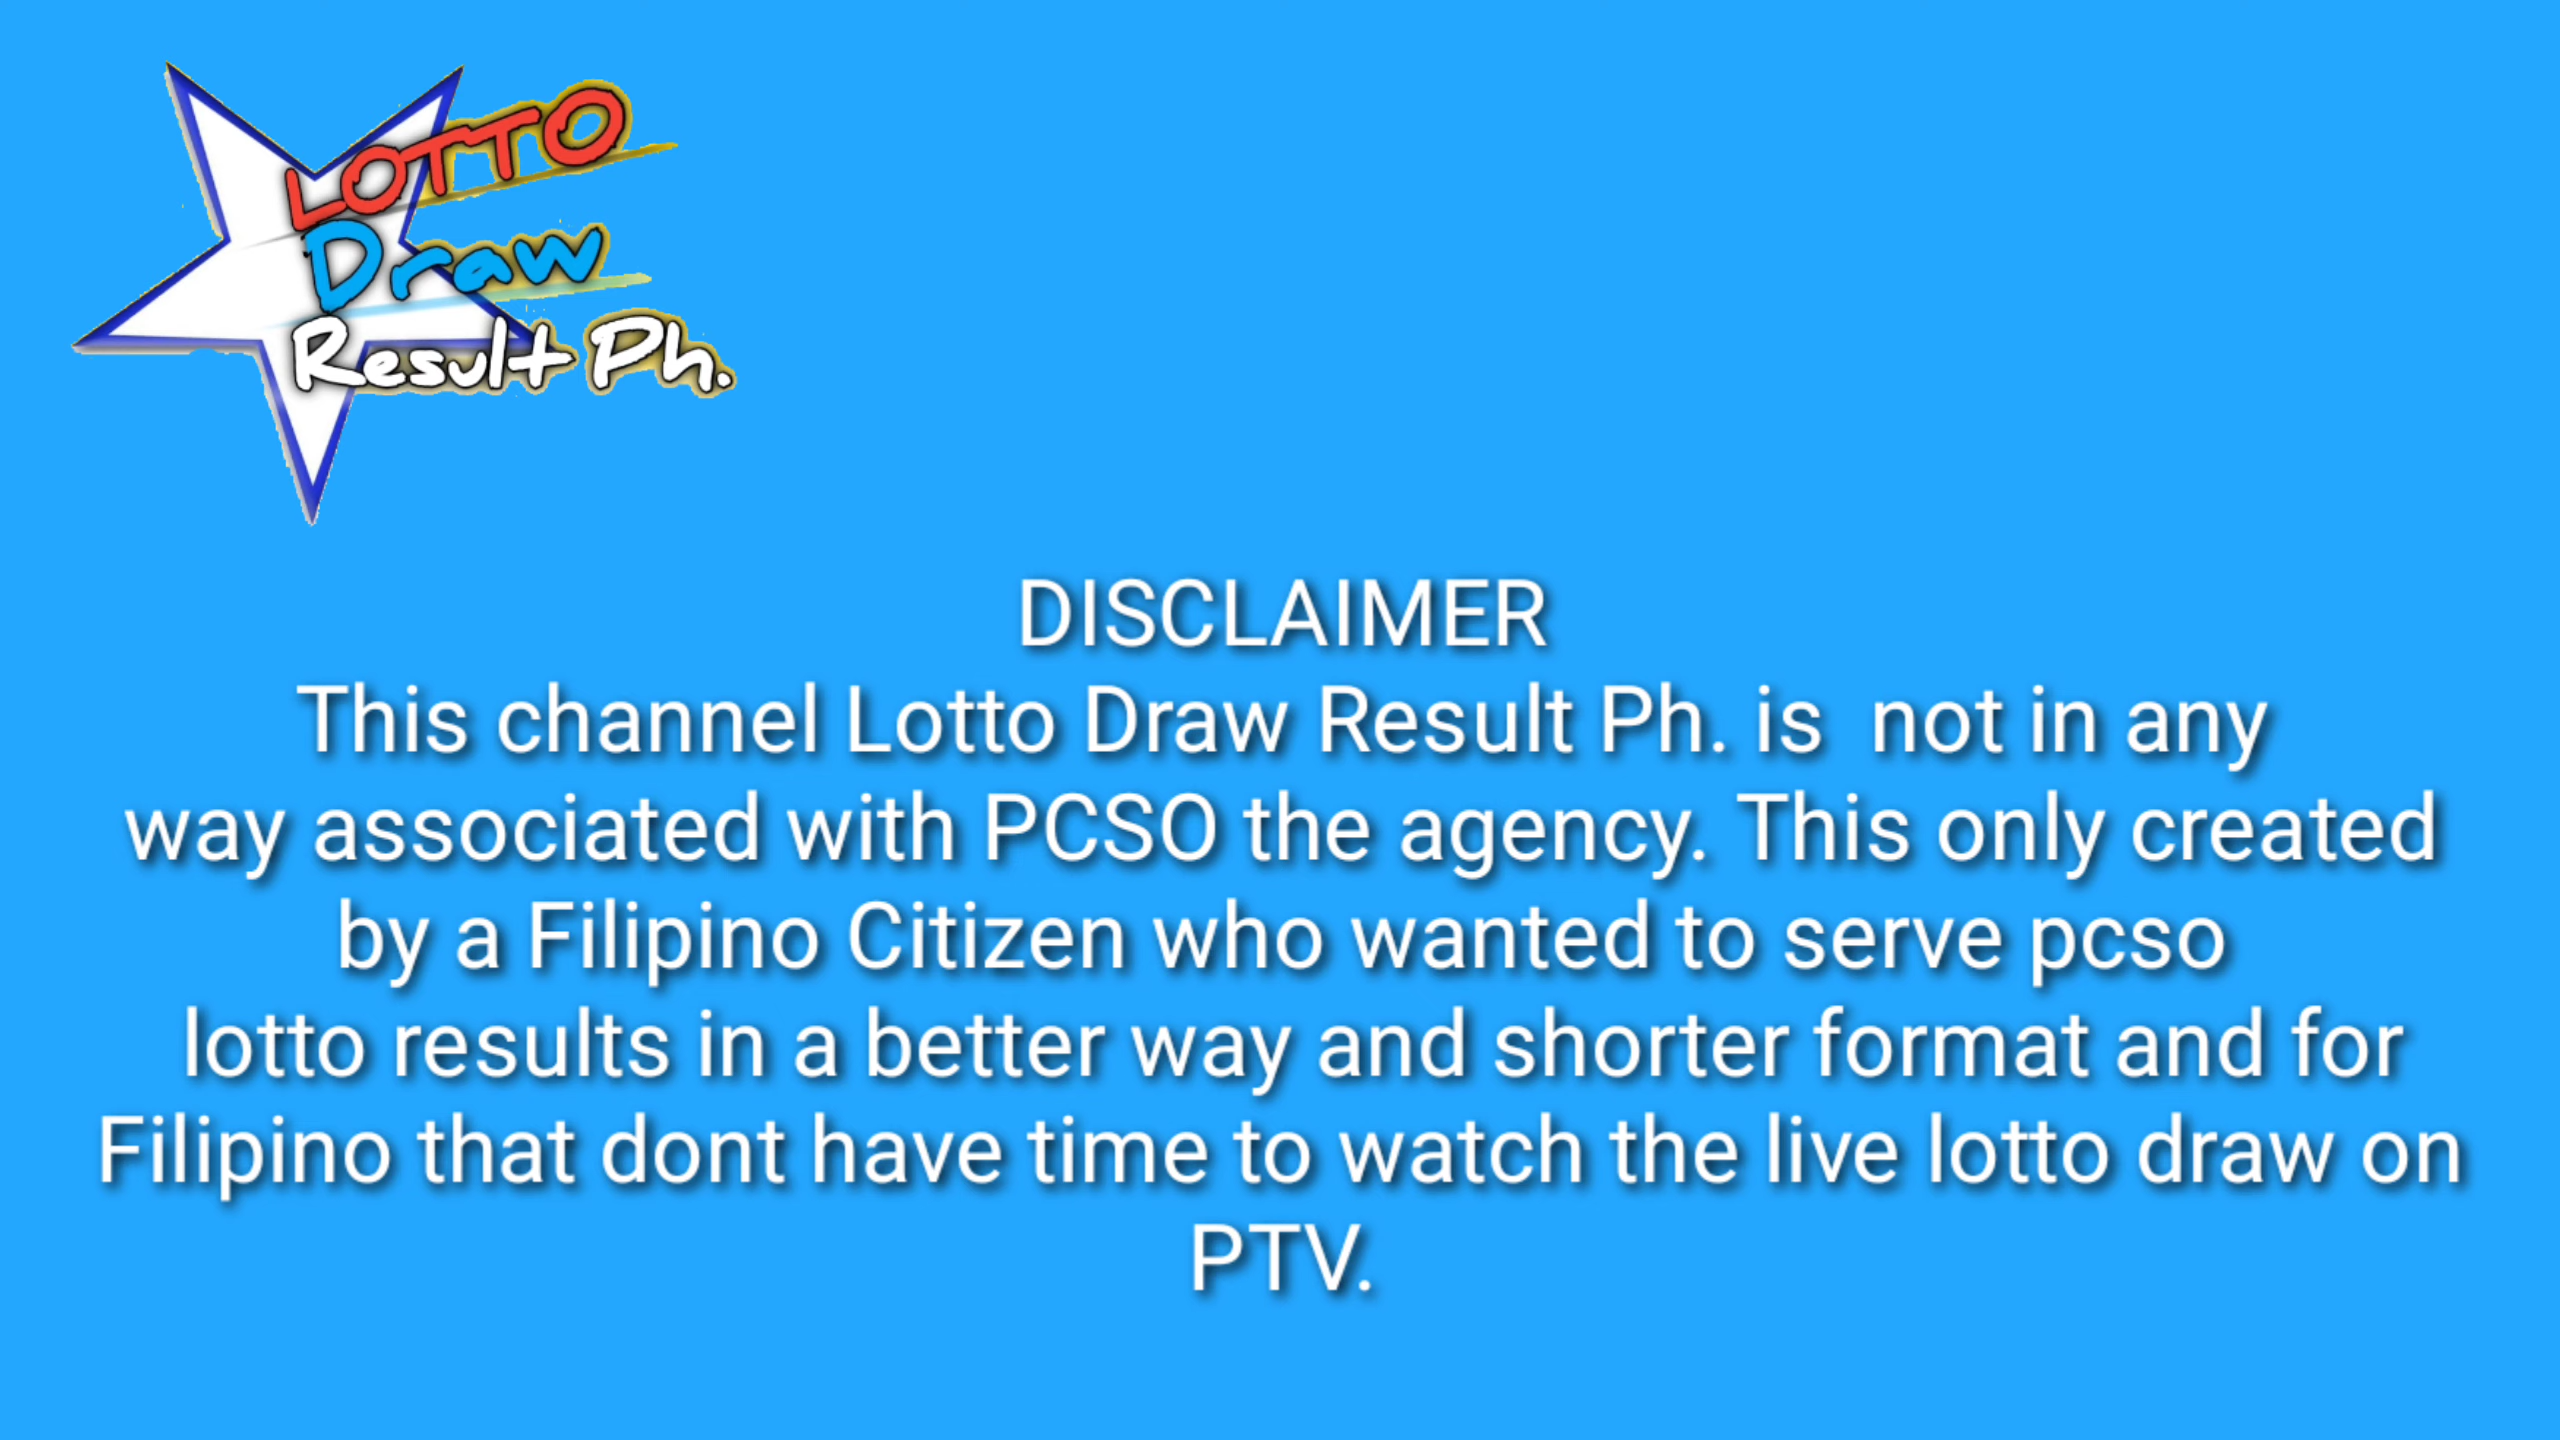 LOTTO
Draw
Result Ph.
DISCLAIMER
This channel Lotto Draw Result Ph. is  not in any
way associated with PCSO the agency. This only created
by a Filipino Citizen who wanted to serve pcso
lotto results in a better way and shorter format and for
Filipino that dont have time to watch the live lotto draw on
PTV.